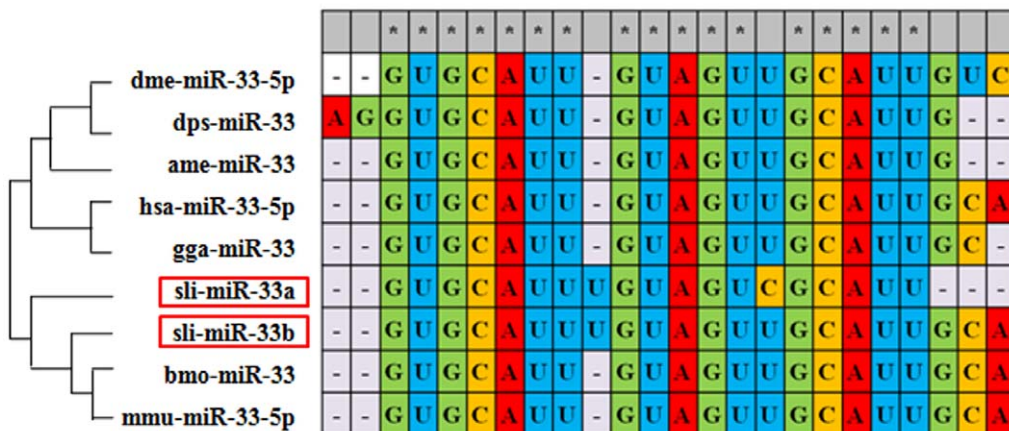 * * * * * * * * * * * * * * * * *
dme-miR-33-5p - - G U G C A U U - G U A G U U G C A U U G U C
dps-miR-33 A G G U G C A U U - G U A G U U G C A U U G - -
ame-miR-33 - - G U G C A U U - G U A G U U G C A U U G - -
hsa-miR-33-5p - - G U G C A U U - G U A G U U G C A U U G C A
gga-miR-33 - - G U G C A U U - G U A G U U G C A U U G C -
sli-miR-33a - - G U G C A U U U G U A G U C G C A U U - - -
sli-miR-33b - - G U G C A U U U G U A G U U G C A U U G C A
bmo-miR-33 - - G U G C A U U - G U A G U U G C A U U G C A
mmu-miR-33-5p - - G U G C A U U - G U A G U U G C A U U G C A